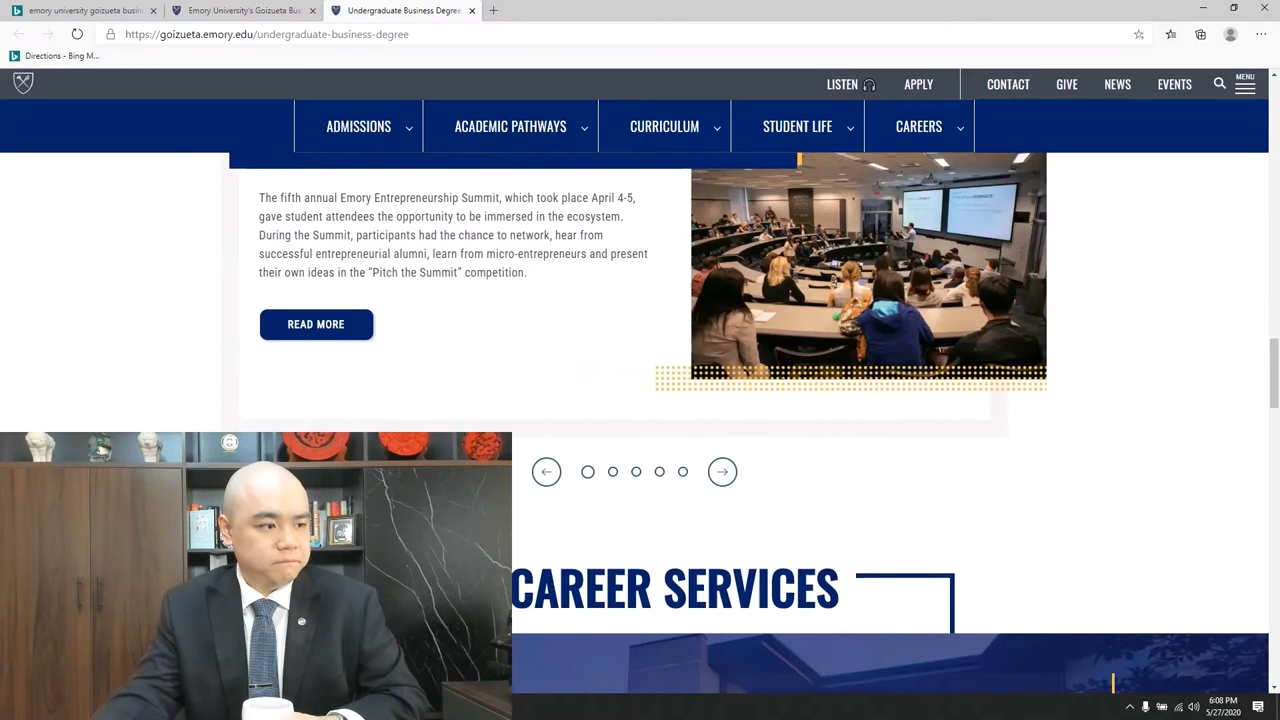 emory university goizueta busine
Emory University's Goizueta Busi
Undergraduate Business Degree
https://goizueta.emory.edu/undergraduate-business-degree
Directions - Bing M...
MENU
LISTEN
APPLY
CONTACT
GIVE
NEWS
EVENTS
ADMISSIONS
ACADEMIC PATHWAYS
CURRICULUM
STUDENT LIFE
CAREERS
The fifth annual Emory Entrepreneurship Summit, which took place April 4-5,
gave student attendees the opportunity to be immersed in the ecosystem.
During the Summit, participants had the chance to network, hear from
successful entrepreneurial alumni, learn from micro-entrepreneurs and present
their own ideas in the “Pitch the Summit” competition.
READ MORE
CAREER SERVICES
6:08 PM
5/27/2020